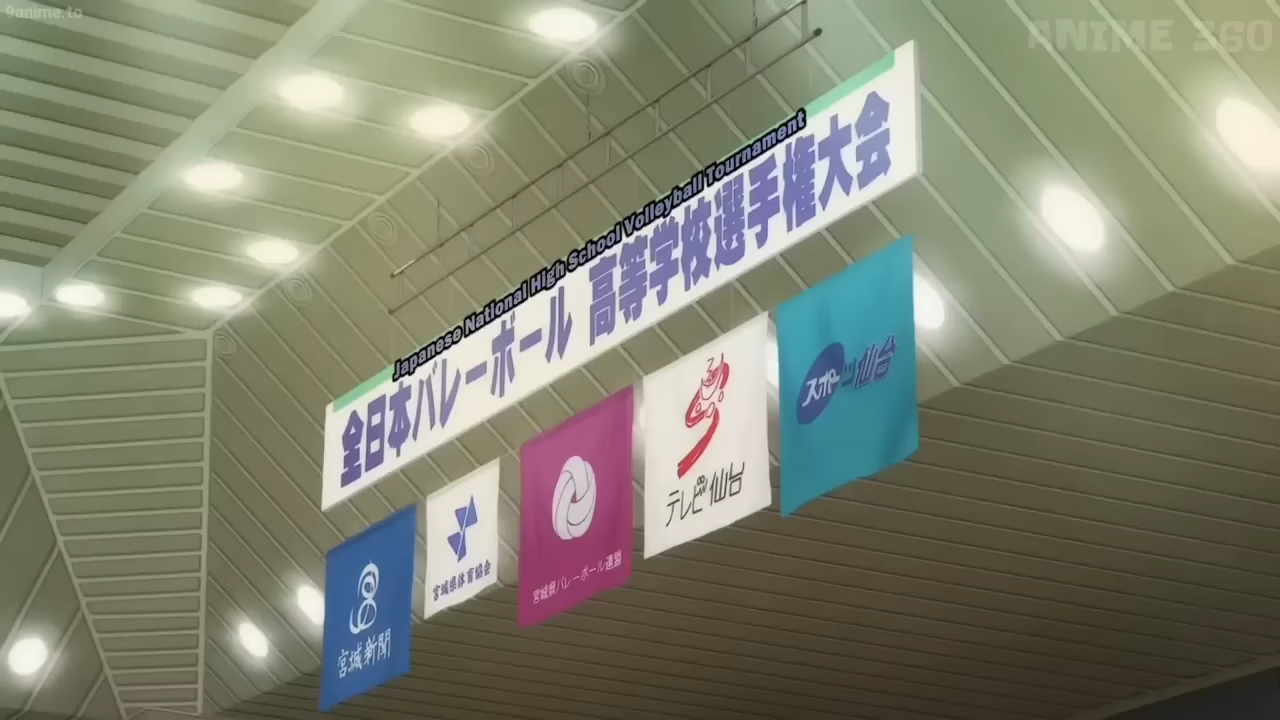 9anime.to
ANIME 360
Japanese National High School Volleyball Tournament
全日本バレーボール 高等学校選手権大会
スポーツ仙台
テレビ仙台
宮城県バレーボール連盟
宮城県体育協会
宮城新聞